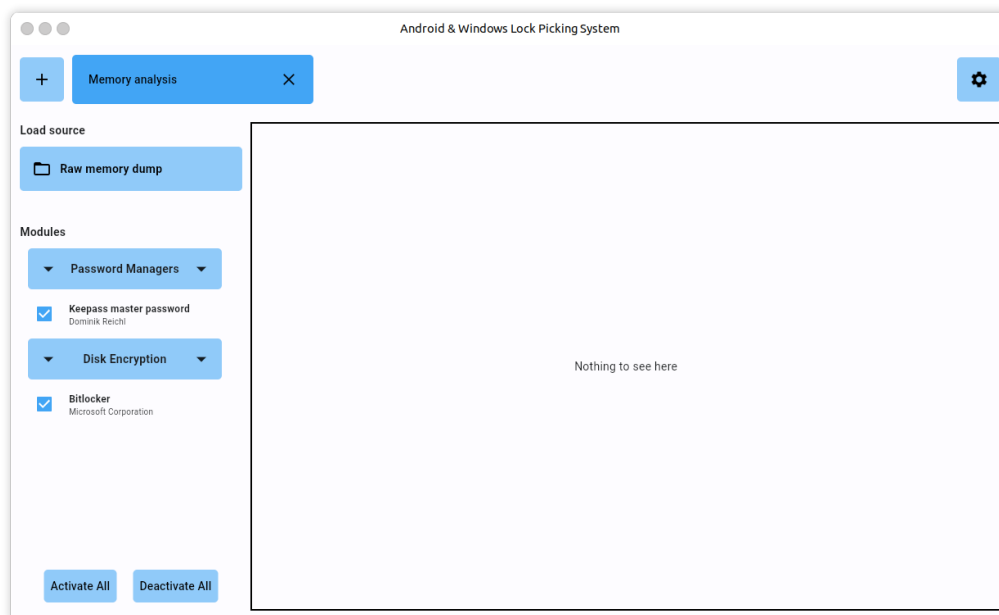 Android & Windows Lock Picking System
+ Memory analysis
Load source
Raw memory dump
Modules
Password Managers
Keepass master password
Dominik Reichl
Disk Encryption
Bitlocker
Microsoft Corporation
Nothing to see here
Activate All
Deactivate All